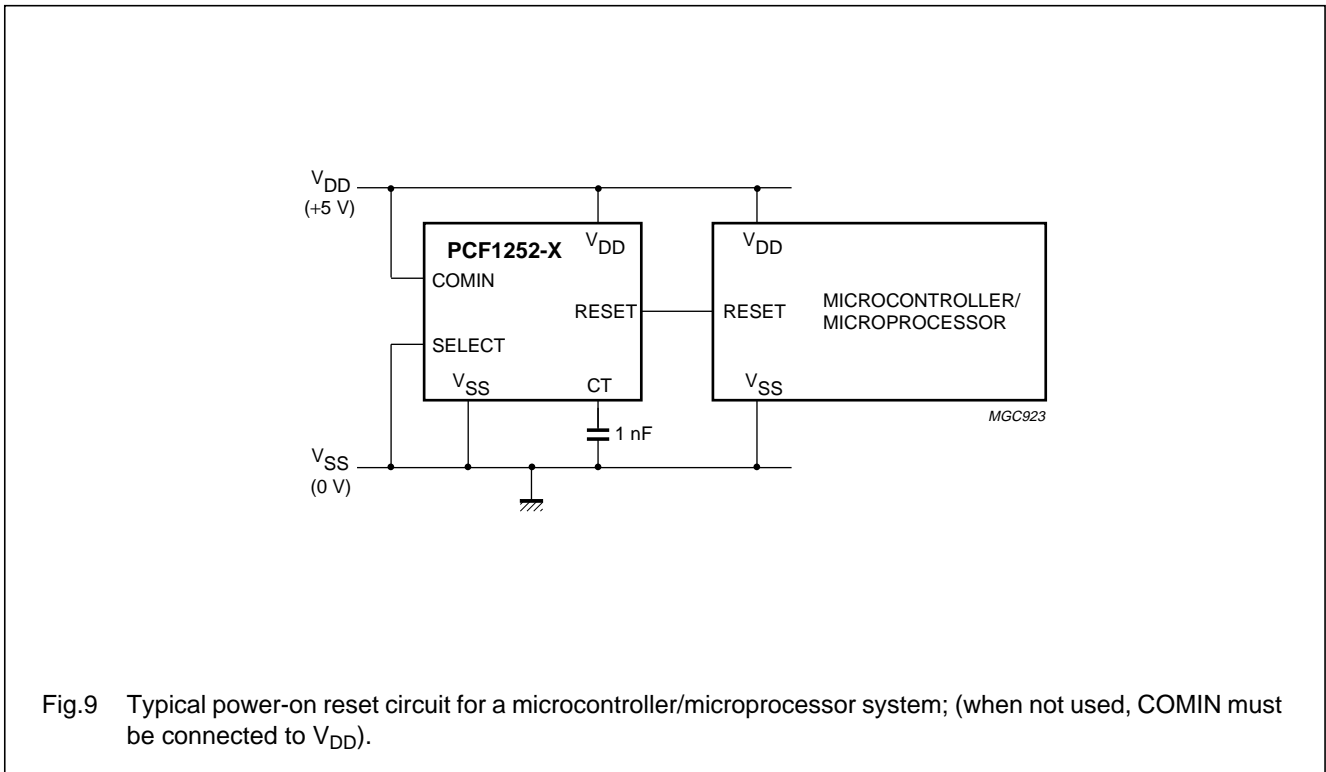 V_DD
(+5 V)
PCF1252-X
V_DD
COMIN
RESET
SELECT
V_SS
CT
V_DD
RESET
MICROCONTROLLER/
MICROPROCESSOR
V_SS
MGC923
1 nF
V_SS
(0 V)
Fig.9 Typical power-on reset circuit for a microcontroller/microprocessor system; (when not used, COMIN must
be connected to V_DD).